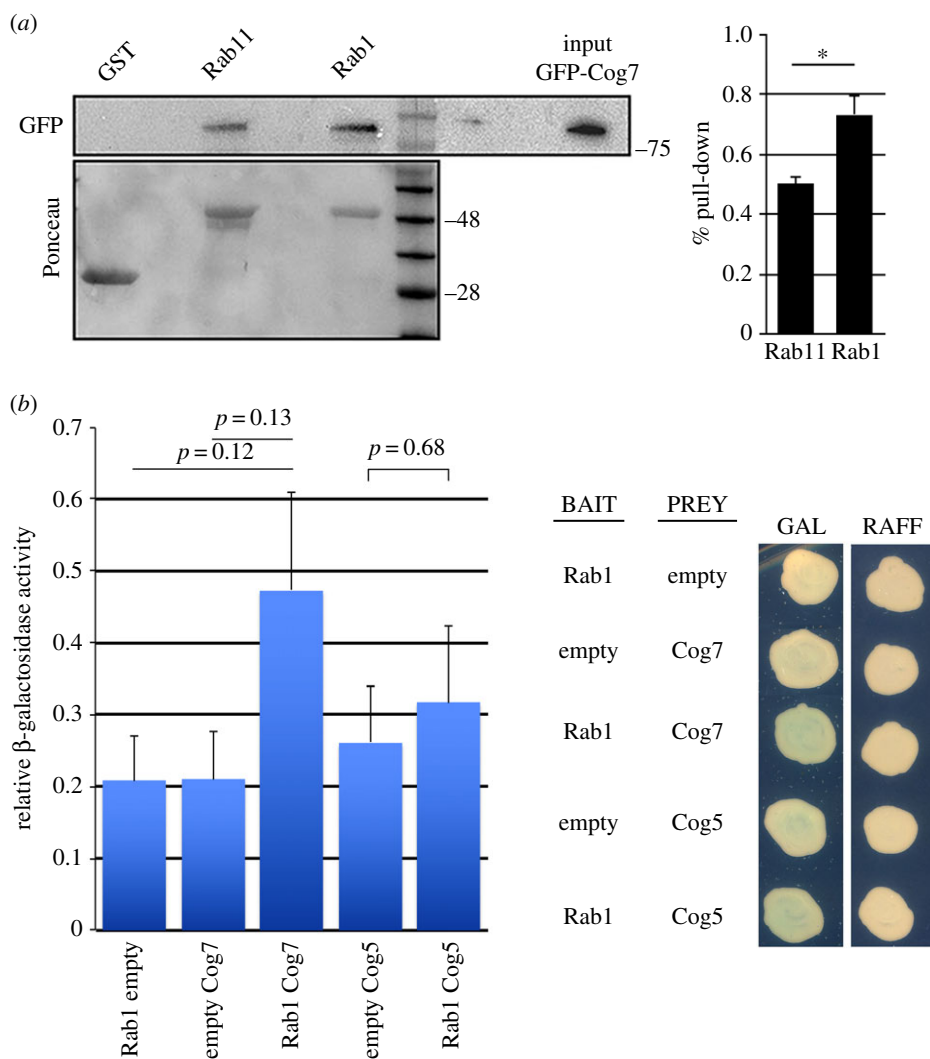 (a)
GST
Rab11
Rab1
input
GFP-Cog7
GFP
–75
Ponceau
–48
–28
1.0
0.8
0.6
0.4
0.2
0
% pull-down
*
Rab11 Rab1
(b)
0.7
0.6
0.5
0.4
0.3
0.2
0.1
0
relative β-galactosidase activity
p = 0.13
p = 0.12
p = 0.68
Rab1 empty
empty Cog7
Rab1 Cog7
empty Cog5
Rab1 Cog5
BAIT PREY GAL RAFF
Rab1 empty
empty Cog7
Rab1 Cog7
empty Cog5
Rab1 Cog5